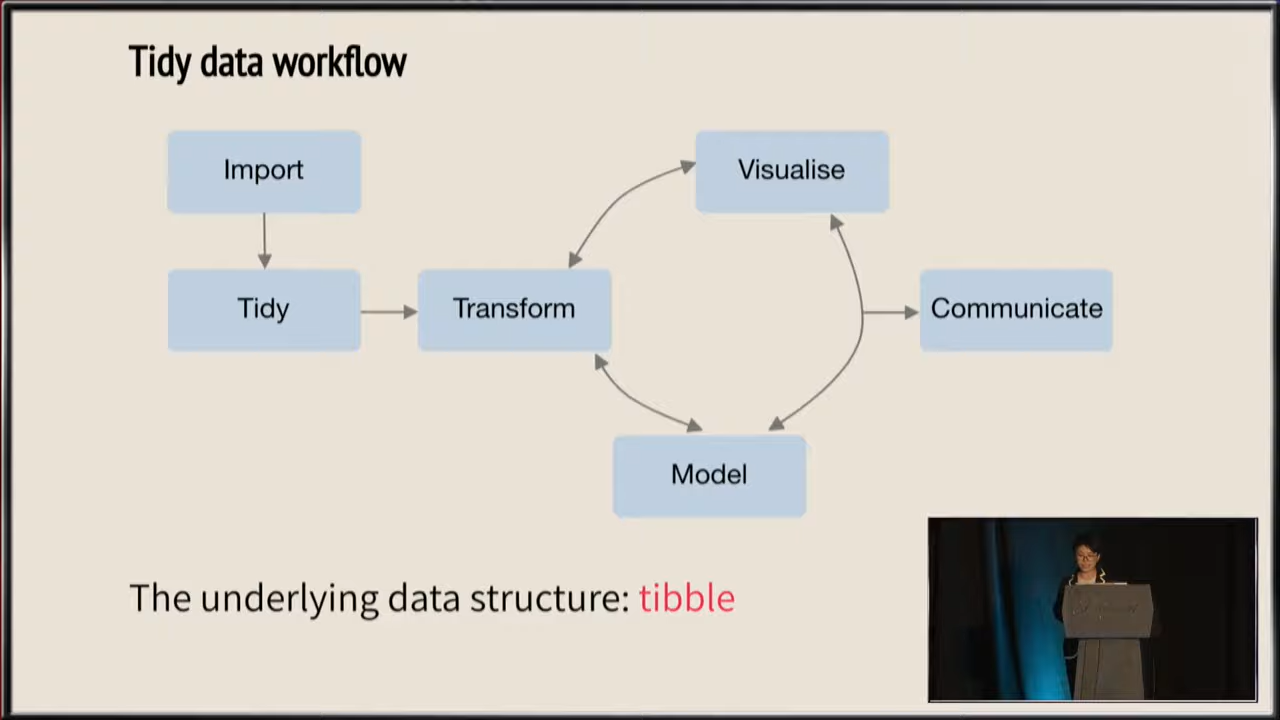 Tidy data workflow
Import
Visualise
Tidy
Transform
Communicate
Model
The underlying data structure: tibble